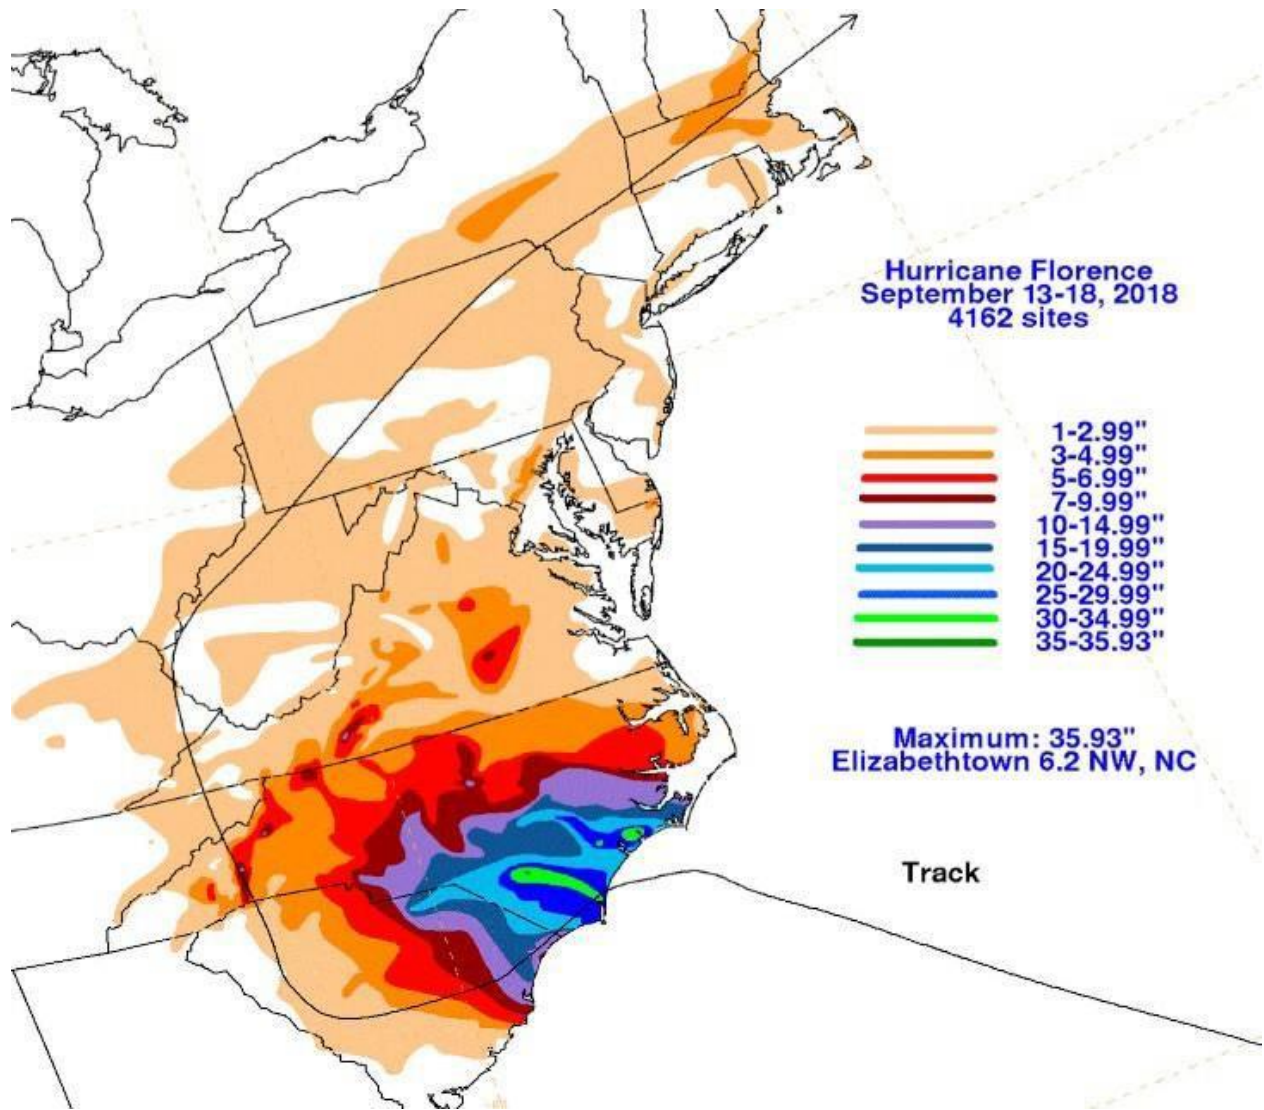 Hurricane Florence
September 13-18, 2018
4162 sites
1-2.99"
3-4.99"
5-6.99"
7-9.99"
10-14.99"
15-19.99"
20-24.99"
25-29.99"
30-34.99"
35-35.93"
Maximum: 35.93"
Elizabethtown 6.2 NW, NC
Track